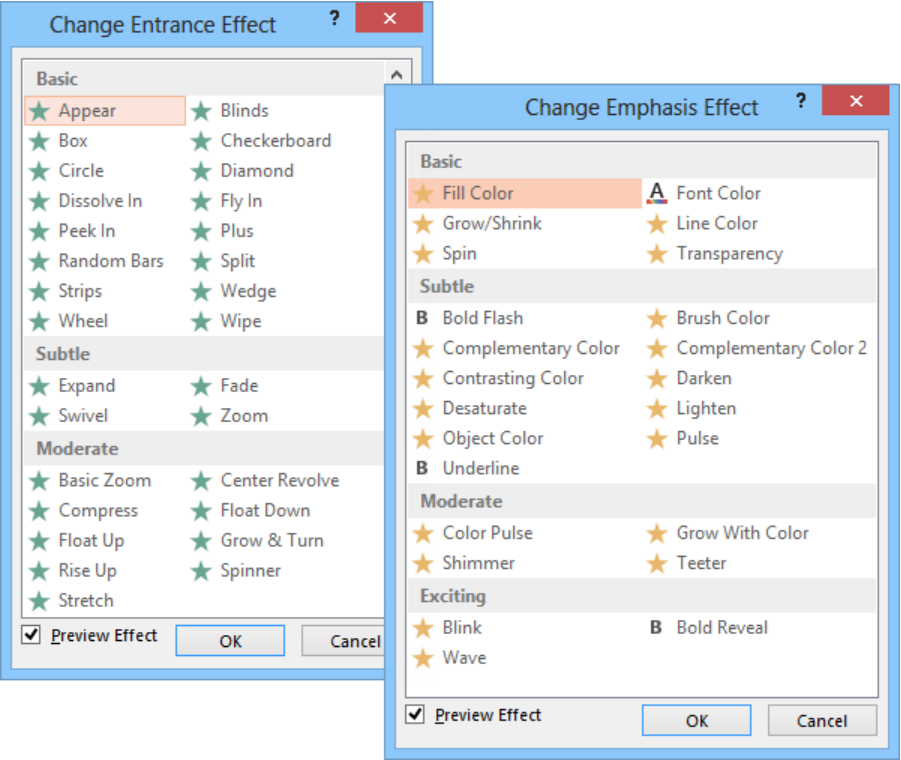 Change Entrance Effect ?
Basic
Appear Blinds
Box Checkerboard
Circle Diamond
Dissolve In Fly In
Peek In Plus
Random Bars Split
Strips Wedge
Wheel Wipe
Subtle
Expand Fade
Swivel Zoom
Moderate
Basic Zoom Center Revolve
Compress Float Down
Float Up Grow & Turn
Rise Up Spinner
Stretch
Preview Effect OK Cancel
Change Emphasis Effect ?
Basic
Fill Color A Font Color
Grow/Shrink Line Color
Spin Transparency
Subtle
B Bold Flash Brush Color
Complementary Color Complementary Color 2
Contrasting Color Darken
Desaturate Lighten
Object Color Pulse
B Underline
Moderate
Color Pulse Grow With Color
Shimmer Teeter
Exciting
Blink B Bold Reveal
Wave
Preview Effect OK Cancel